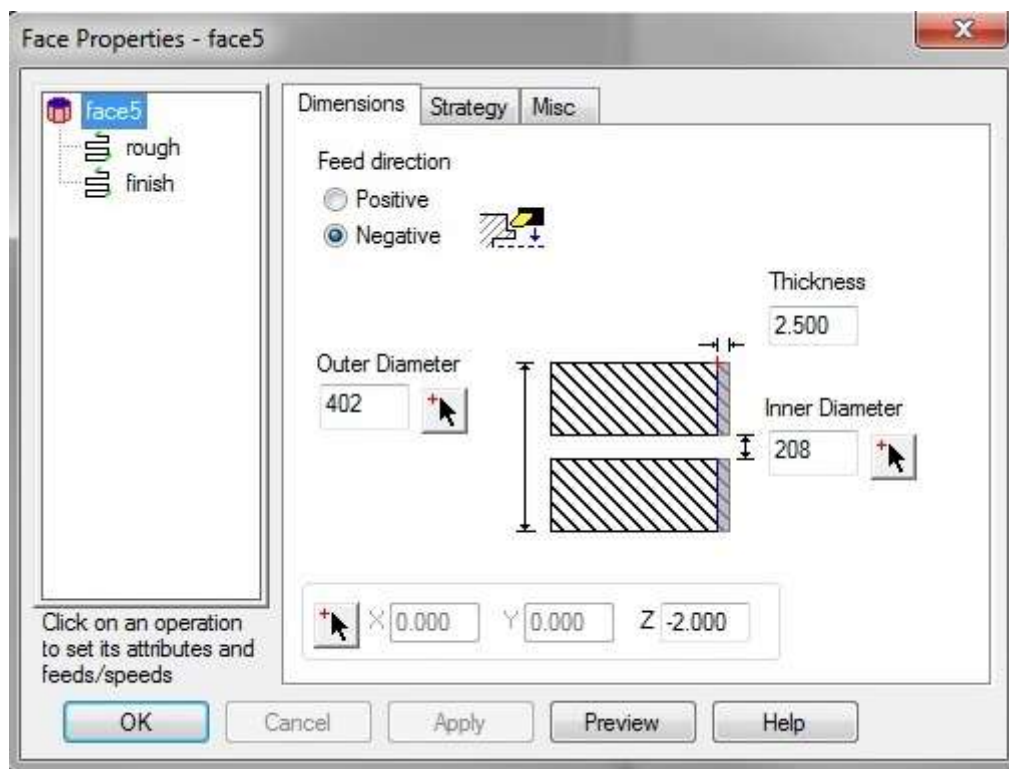 Face Properties - face5
face5
rough
finish
Click on an operation
to set its attributes and
feeds/speeds
Dimensions Strategy Misc
Feed direction
Positive
Negative
Thickness
2.500
Outer Diameter
402
Inner Diameter
208
X 0.000 Y 0.000 Z -2.000
OK Cancel Apply Preview Help